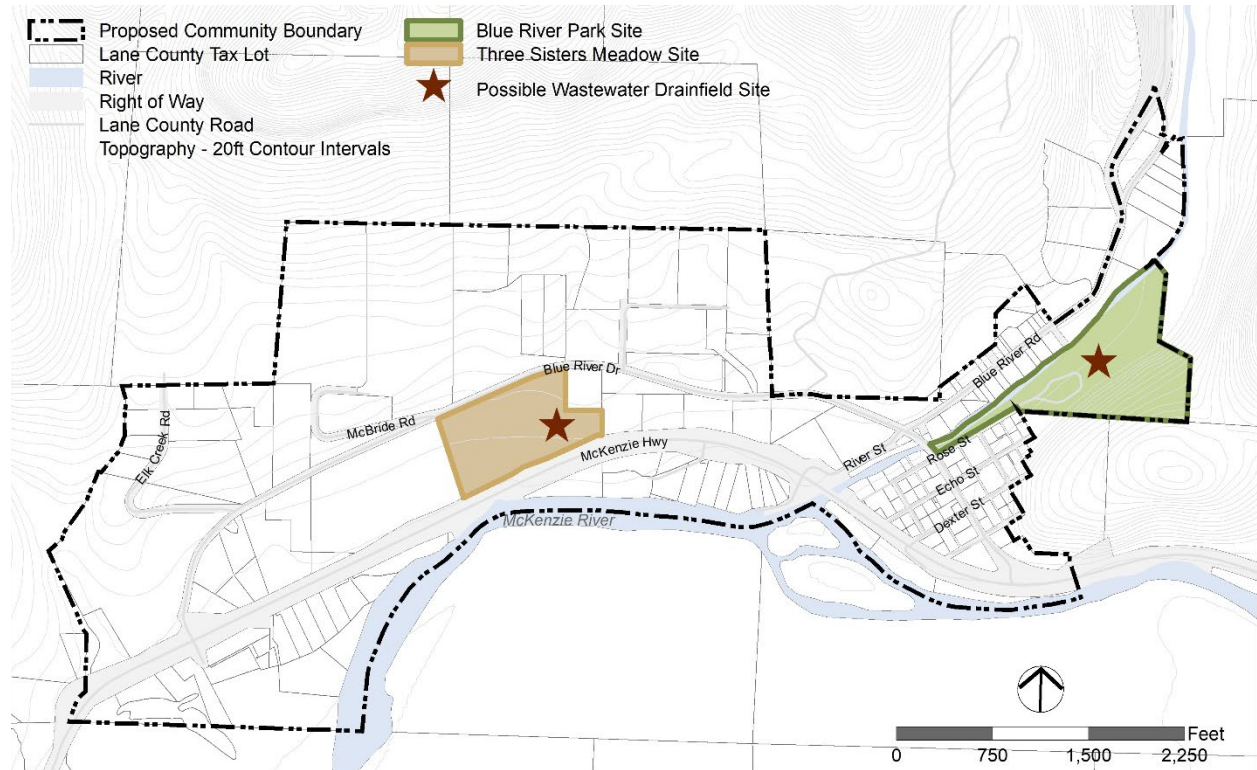 Proposed Community Boundary
Lane County Tax Lot
River
Right of Way
Lane County Road
Topography - 20ft Contour Intervals
Blue River Park Site
Three Sisters Meadow Site
Possible Wastewater Drainfield Site
Blue River Rd
Blue River Dr
Elk Creek Rd
McBride Rd
McKenzie Hwy
River St
Rose St
Echo St
Dexter St
McKenzie River
Feet
0 750 1,500 2,250